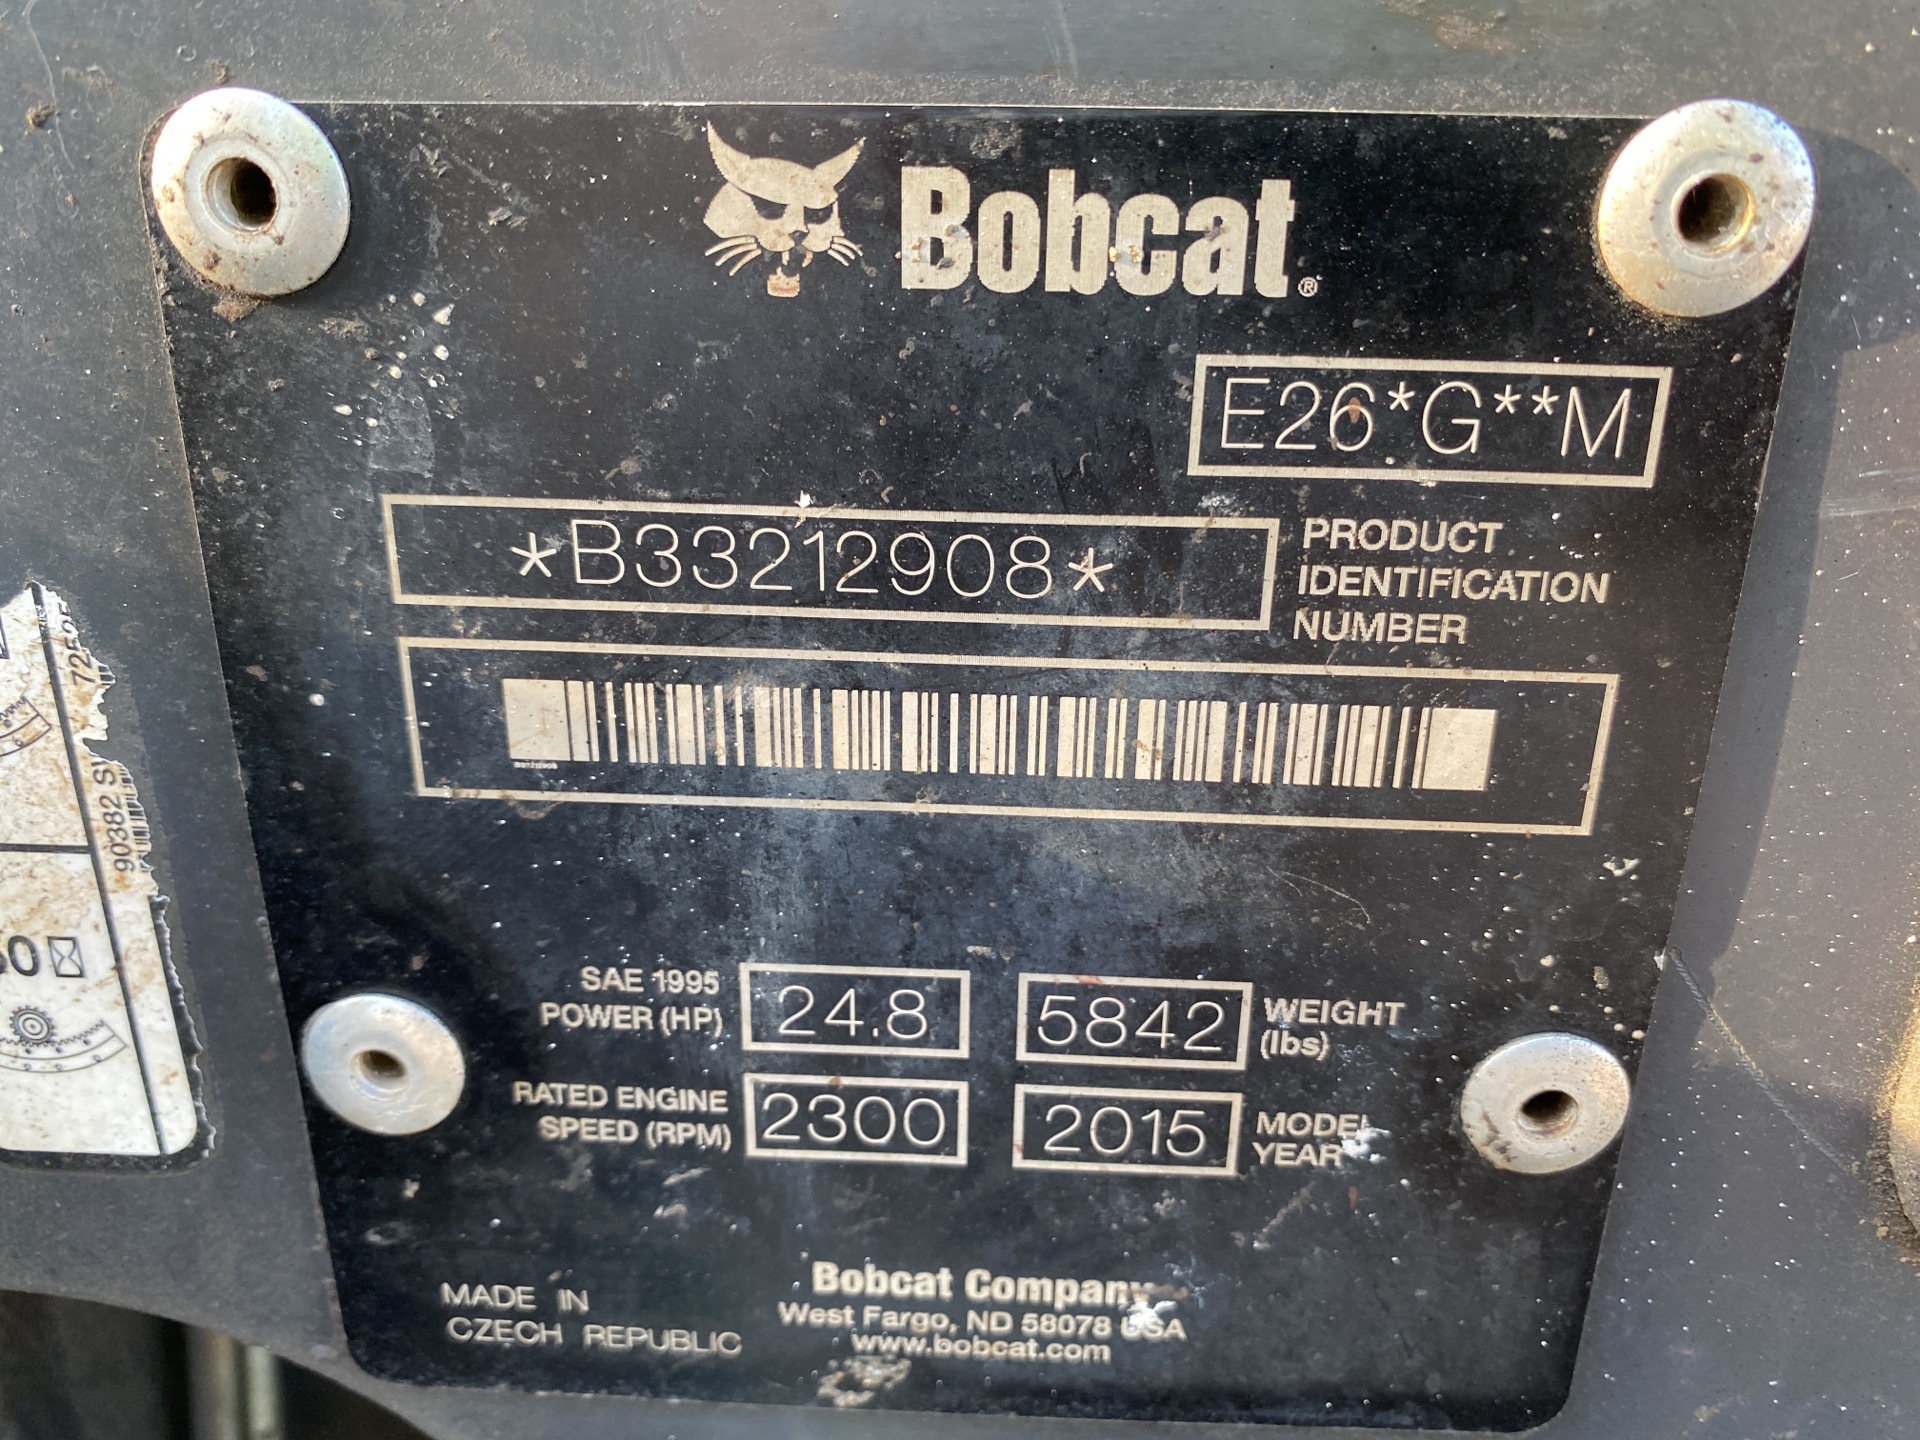 Bobcat®
E26*G**M
*B33212908*
PRODUCT
IDENTIFICATION
NUMBER
SAE 1995
POWER (HP)
24.8
5842
WEIGHT
(lbs)
RATED ENGINE
SPEED (RPM)
2300
2015
MODEL
YEAR
MADE IN
CZECH REPUBLIC
Bobcat Company
West Fargo, ND 58078 USA
www.bobcat.com
90382